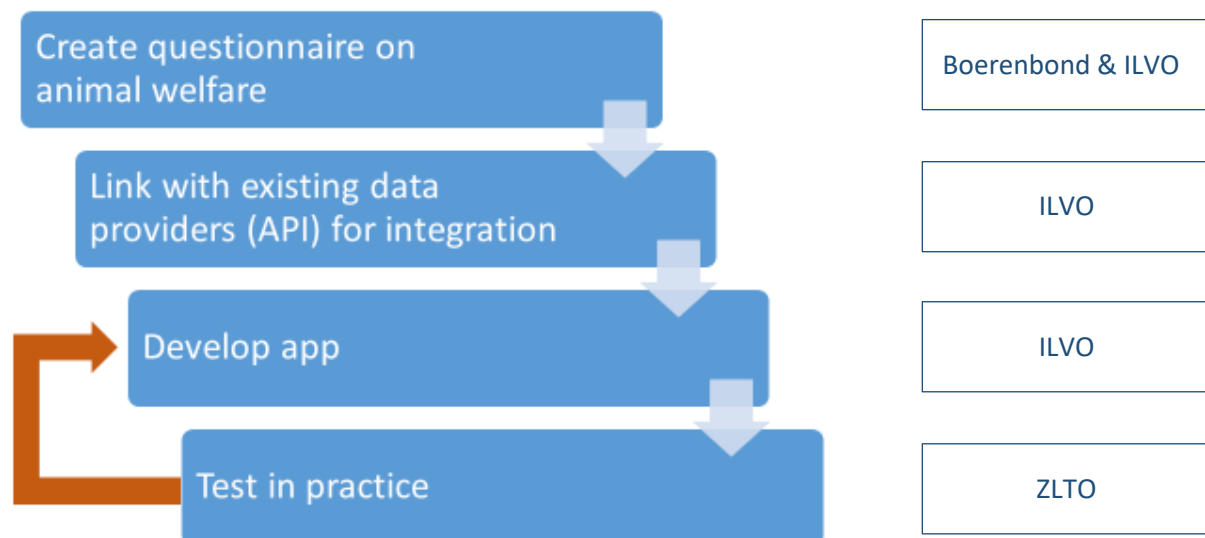 Create questionnaire on
animal welfare
Boerenbond & ILVO
Link with existing data
providers (API) for integration
ILVO
Develop app
ILVO
Test in practice
ZLTO